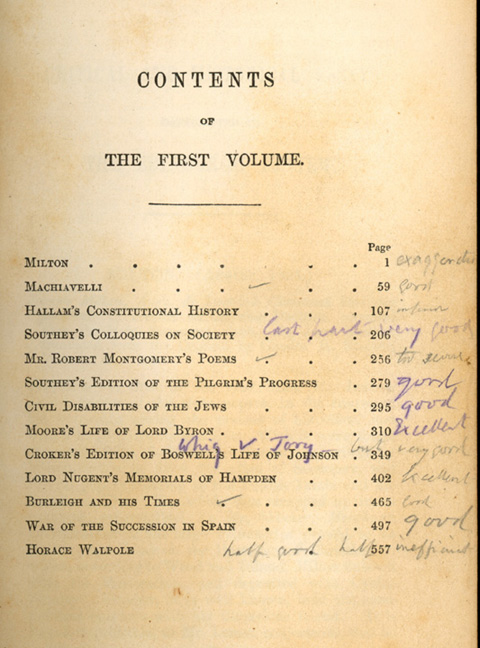 CONTENTS
OF
THE FIRST VOLUME.
Page
MILTON . . . . . . 1
MACHIAVELLI . . . . . 59 good
HALLAM'S CONSTITUTIONAL HISTORY . . . 107
last part very good
SOUTHEY'S COLLOQUIES ON SOCIETY . . . 206
MR. ROBERT MONTGOMERY'S POEMS . . . 256 too severe
SOUTHEY'S EDITION OF THE PILGRIM'S PROGRESS . 279 good
CIVIL DISABILITIES OF THE JEWS . . . 295 good
MOORE'S LIFE OF LORD BYRON . . . . 310 Excellent
whig v Tory but very good
CROKER'S EDITION OF BOSWELL'S LIFE OF JOHNSON . 349
LORD NUGENT'S MEMORIALS OF HAMPDEN . . 402 Excellent
BURLEIGH AND HIS TIMES . . . . 465 Good
WAR OF THE SUCCESSION IN SPAIN . . . 497 good
HORACE WALPOLE half good half 557 inefficient